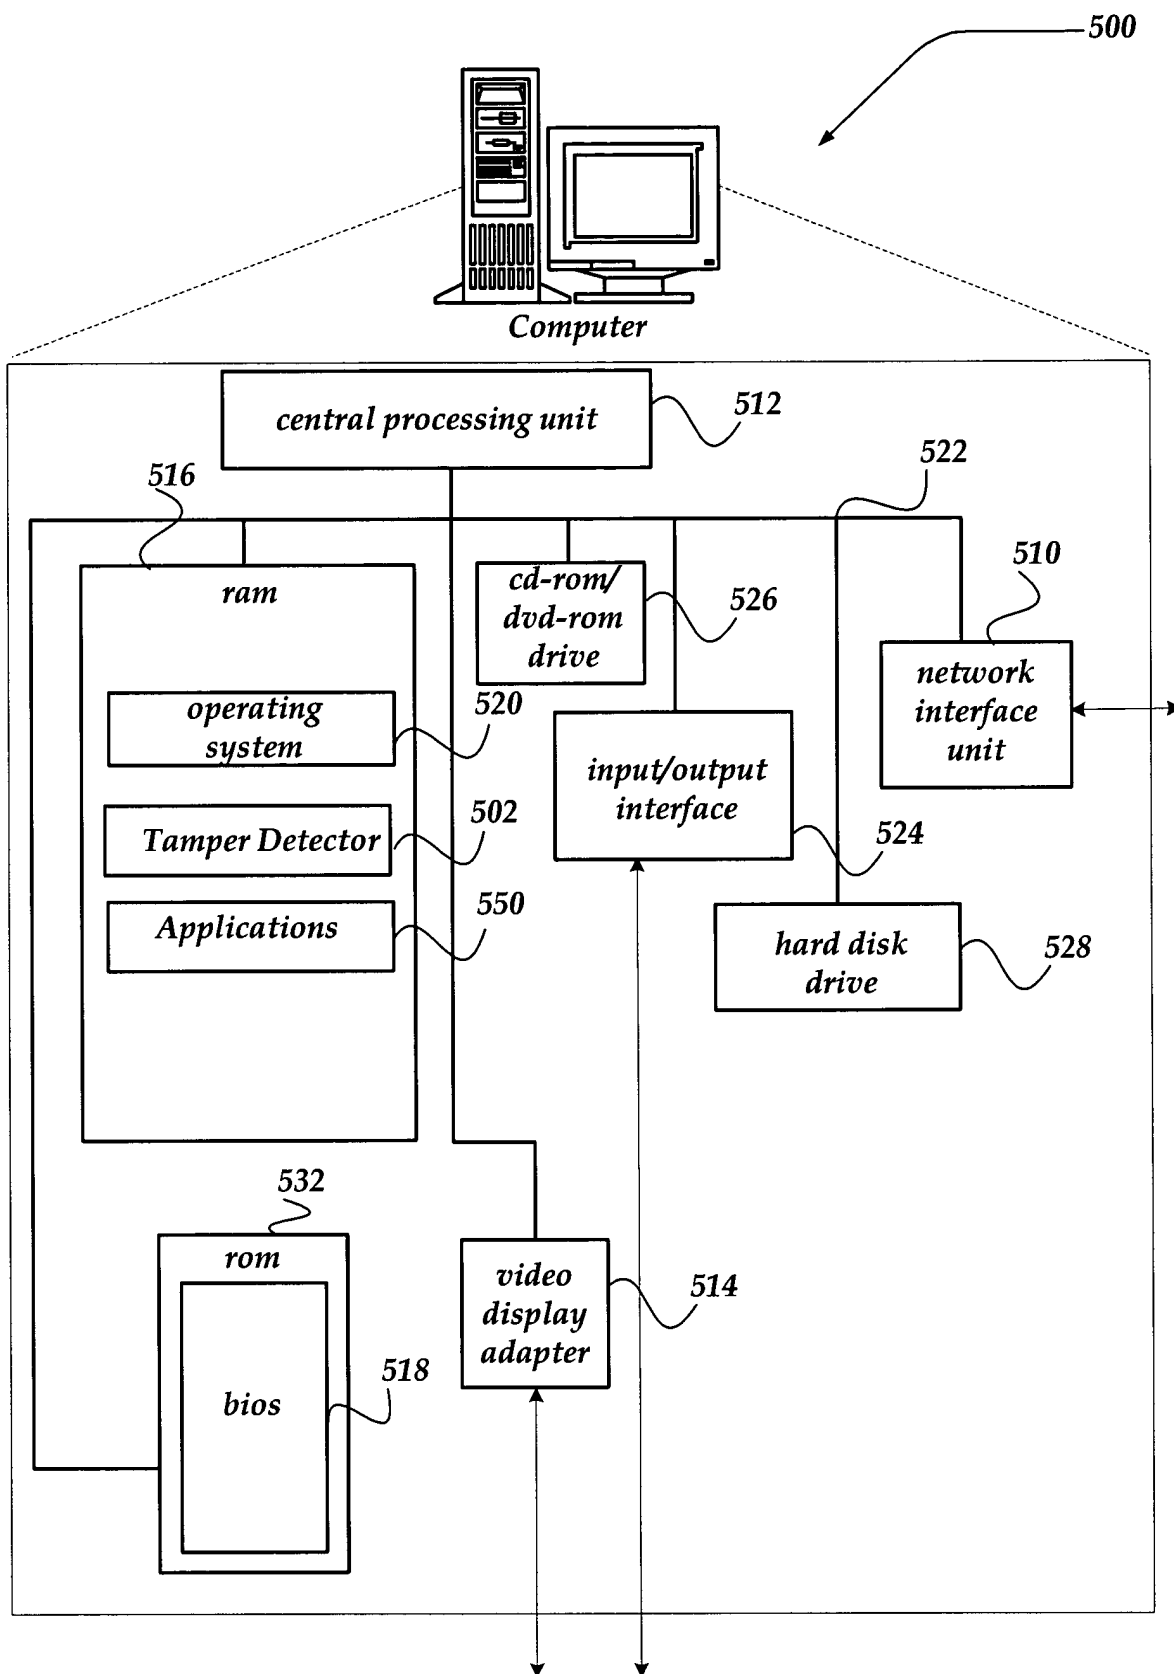 500
Computer
central processing unit
512
516
522
ram
cd-rom/
dvd-rom
drive
526
510
network
interface
unit
operating
system
520
input/output
interface
524
Tamper Detector
502
Applications
550
hard disk
drive
528
532
rom
bios
518
video
display
adapter
514